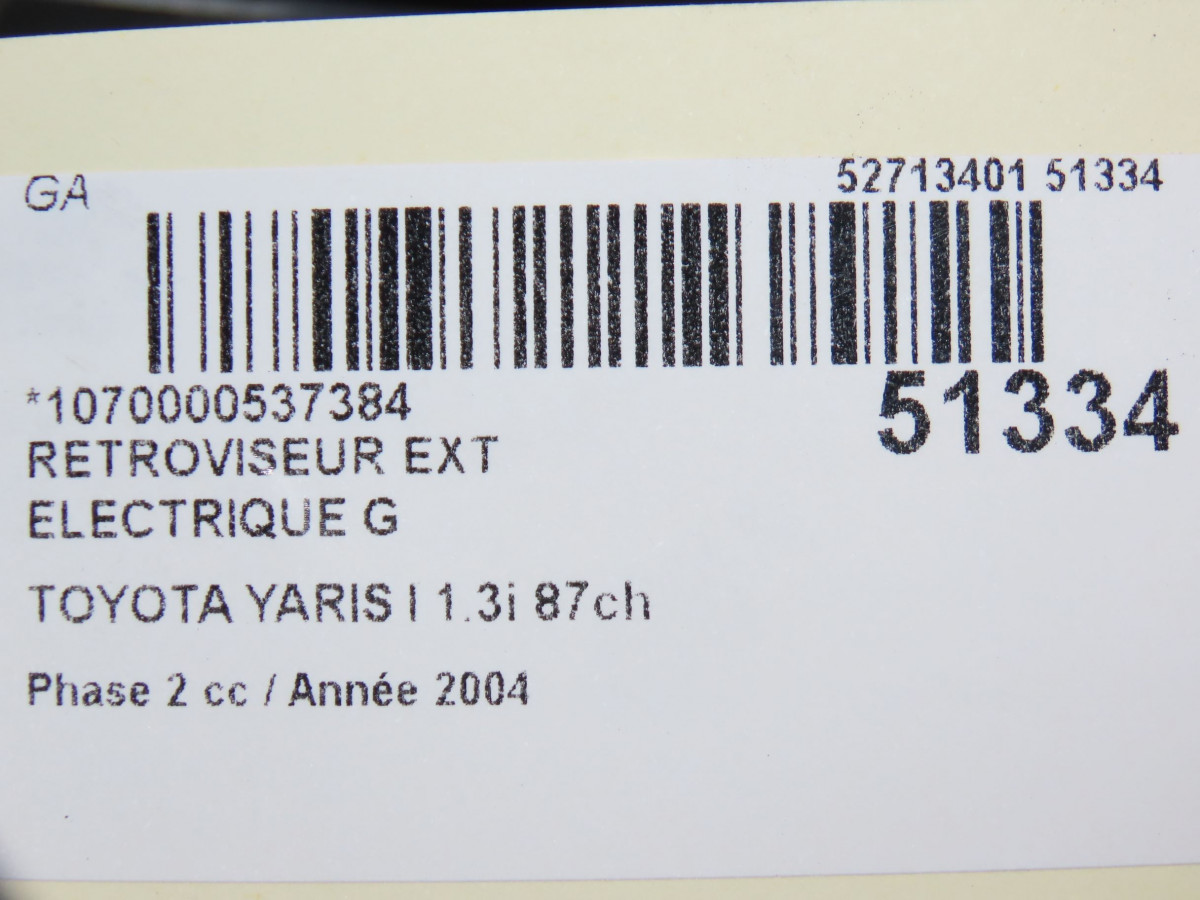 GA
52713401 51334
*1070000537384
51334
RETROVISEUR EXT
ELECTRIQUE G
TOYOTA YARIS I 1.3i 87ch
Phase 2 cc / Année 2004